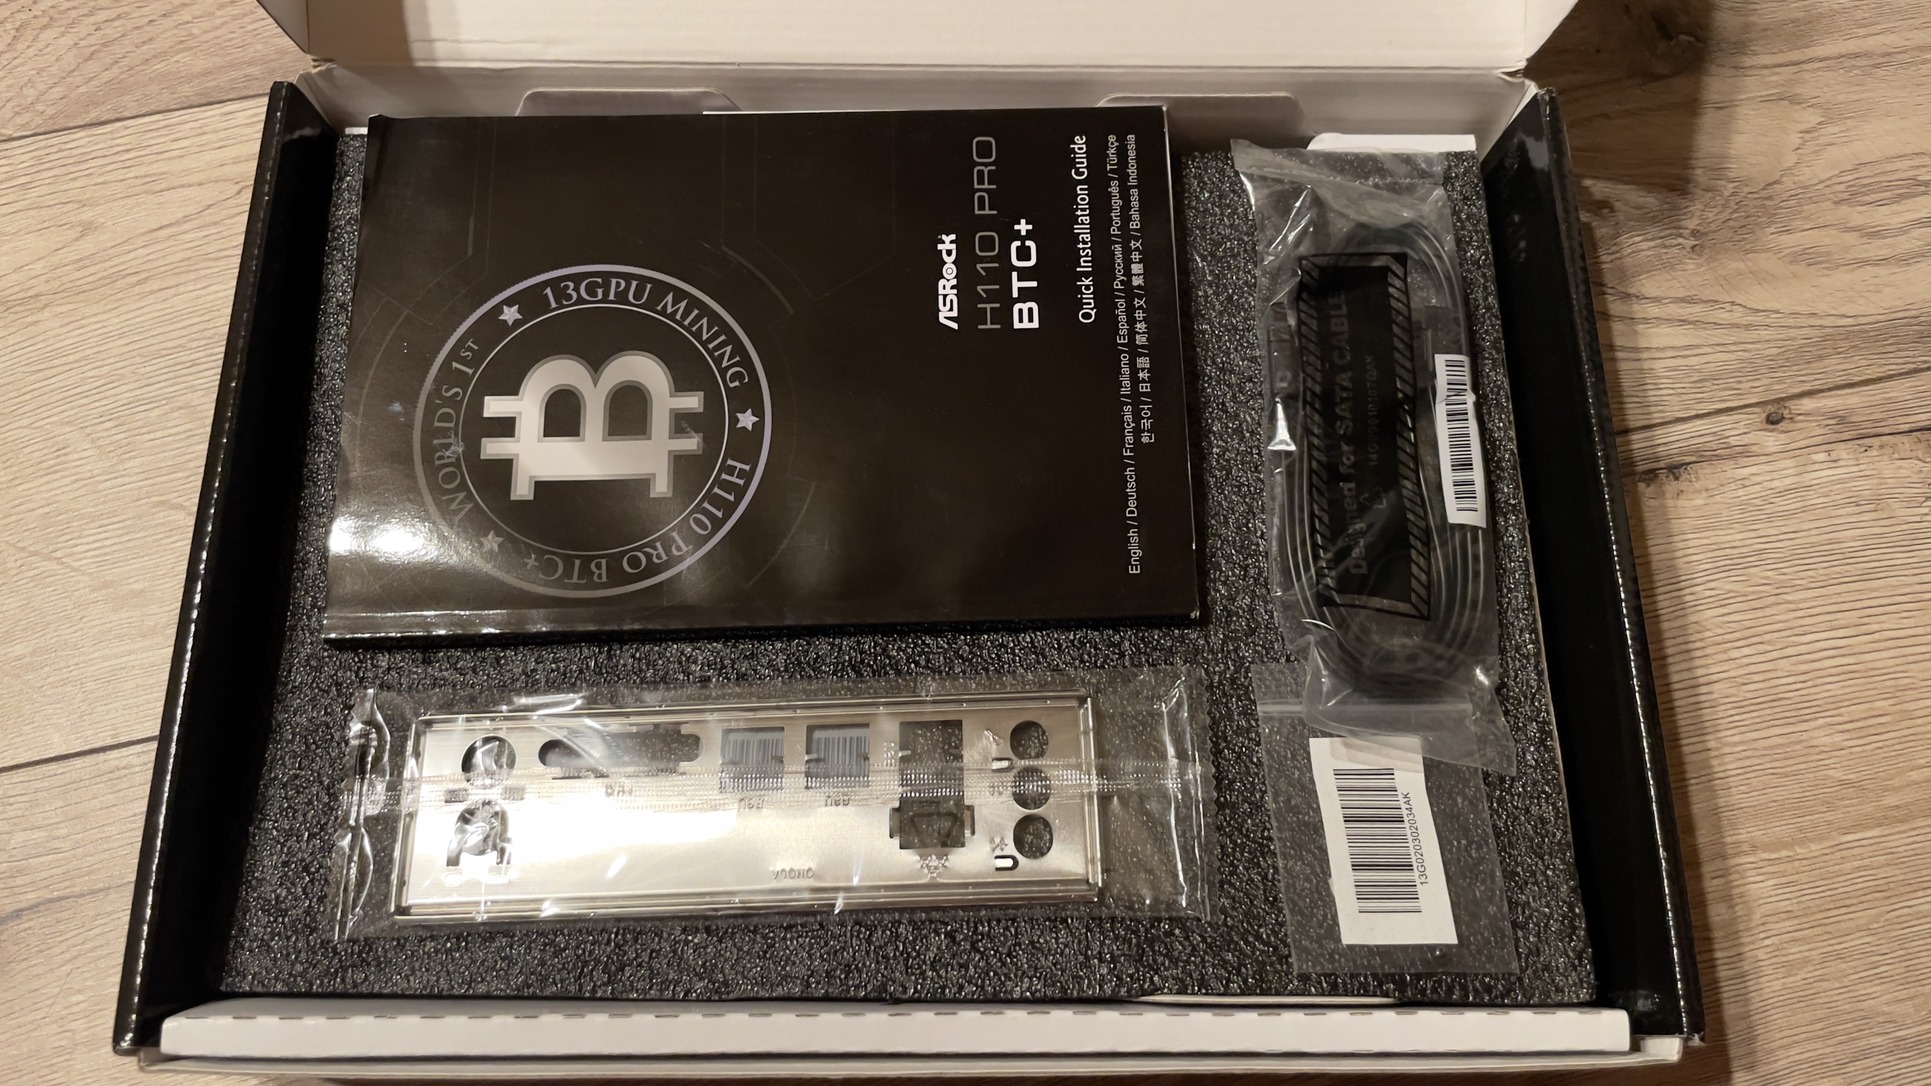 ASRock
H110 PRO
BTC+
Quick Installation Guide
English / Deutsch / Français / Italiano / Español / Русский / Português / Türkçe
한국어 / 日本語 / 简体中文 / 繁體中文 / Bahasa Indonesia
WORLD'S 1ST ★ 13GPU MINING ★ H110 PRO BTC+ ★
B
Designed for SATA CABLE
13G020302034AK